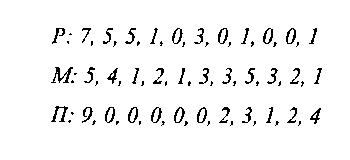 Р: 7, 5, 5, 1, 0, 3, 0, 1, 0, 0, 1
М: 5, 4, 1, 2, 1, 3, 3, 5, 3, 2, 1
П: 9, 0, 0, 0, 0, 0, 2, 3, 1, 2, 4